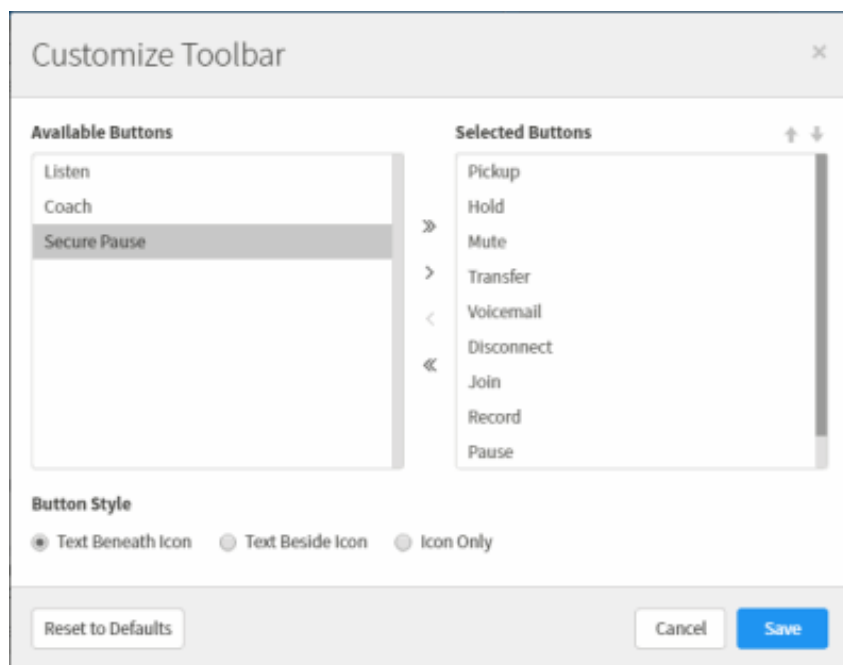 Customize Toolbar
Available Buttons
Listen
Coach
Secure Pause
Selected Buttons
Pickup
Hold
Mute
Transfer
Voicemail
Disconnect
Join
Record
Pause
Button Style
Text Beneath Icon Text Beside Icon Icon Only
Reset to Defaults Cancel Save